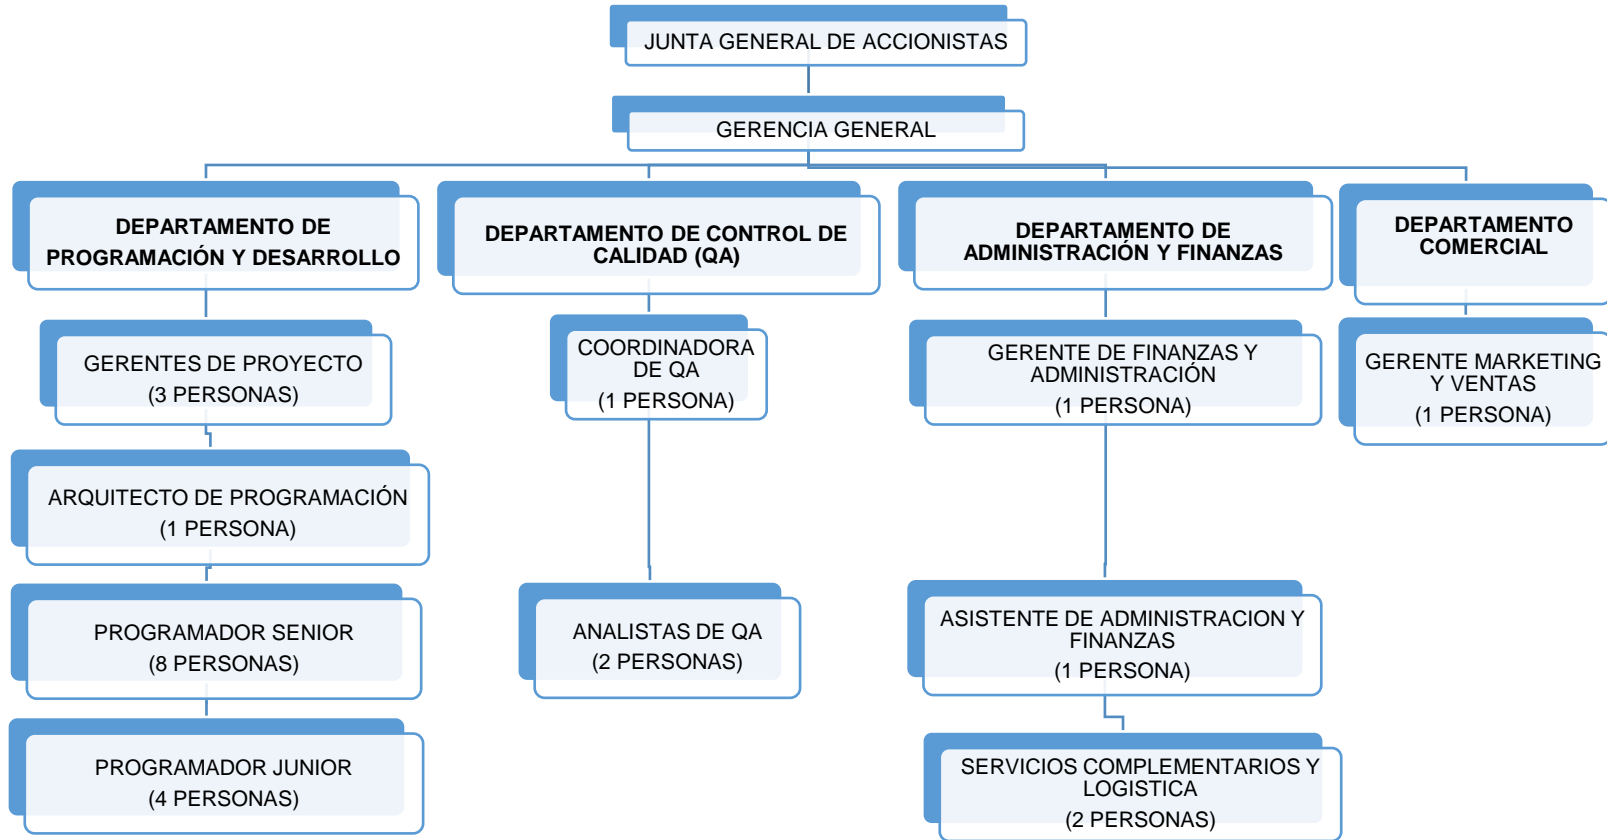 JUNTA GENERAL DE ACCIONISTAS
GERENCIA GENERAL
DEPARTAMENTO DE
PROGRAMACIÓN Y DESARROLLO
GERENTES DE PROYECTO
(3 PERSONAS)
ARQUITECTO DE PROGRAMACIÓN
(1 PERSONA)
PROGRAMADOR SENIOR
(8 PERSONAS)
PROGRAMADOR JUNIOR
(4 PERSONAS)
DEPARTAMENTO DE CONTROL DE
CALIDAD (QA)
COORDINADORA
DE QA
(1 PERSONA)
ANALISTAS DE QA
(2 PERSONAS)
DEPARTAMENTO DE
ADMINISTRACIÓN Y FINANZAS
GERENTE DE FINANZAS Y
ADMINISTRACIÓN
(1 PERSONA)
ASISTENTE DE ADMINISTRACION Y
FINANZAS
(1 PERSONA)
SERVICIOS COMPLEMENTARIOS Y
LOGISTICA
(2 PERSONAS)
DEPARTAMENTO
COMERCIAL
GERENTE MARKETING
Y VENTAS
(1 PERSONA)